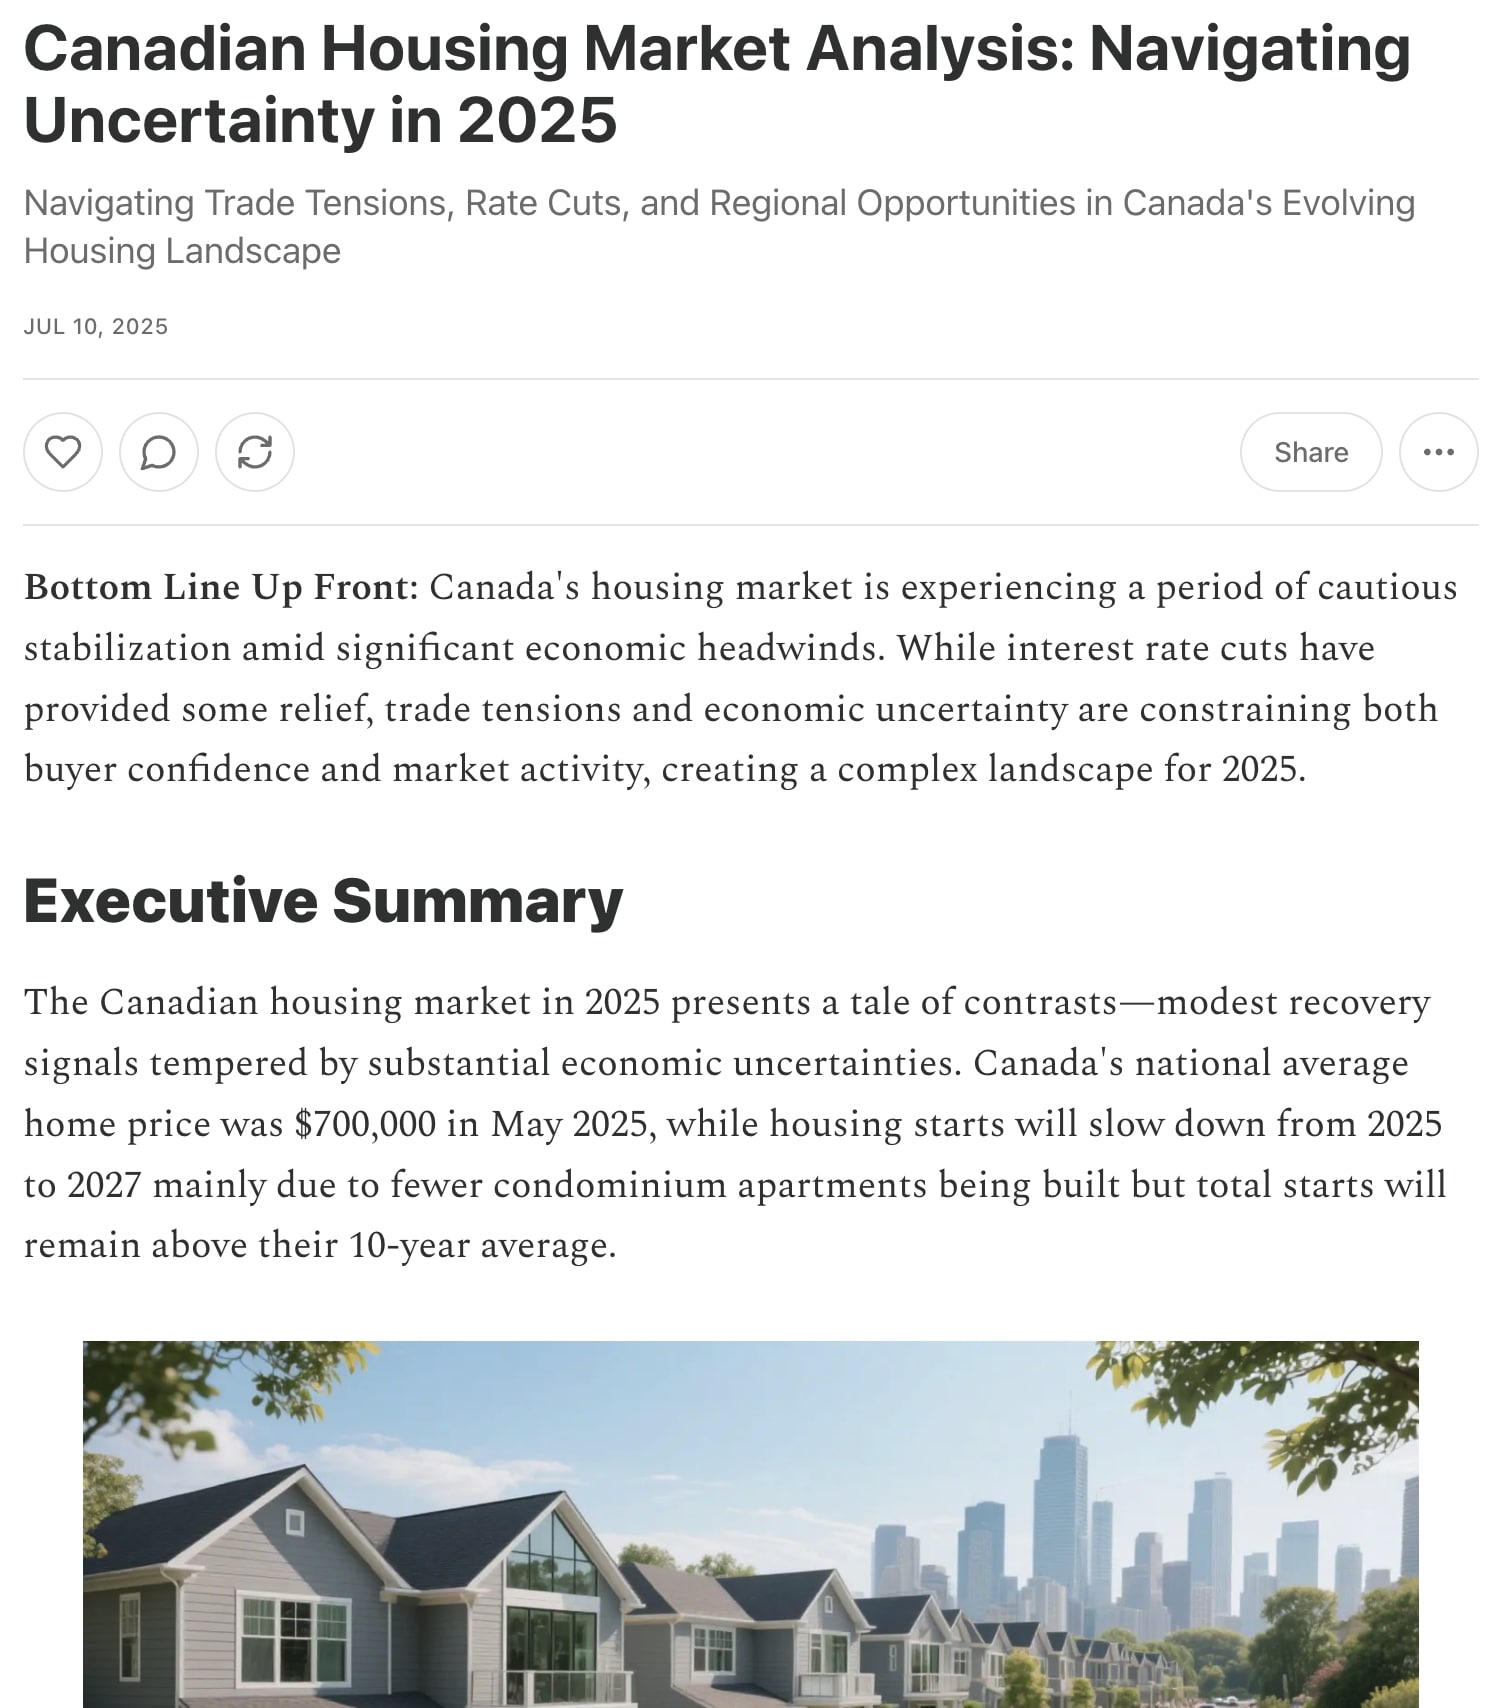 Canadian Housing Market Analysis: Navigating
Uncertainty in 2025
Navigating Trade Tensions, Rate Cuts, and Regional Opportunities in Canada's Evolving
Housing Landscape
JUL 10, 2025
Share
Bottom Line Up Front: Canada's housing market is experiencing a period of cautious
stabilization amid significant economic headwinds. While interest rate cuts have
provided some relief, trade tensions and economic uncertainty are constraining both
buyer confidence and market activity, creating a complex landscape for 2025.
Executive Summary
The Canadian housing market in 2025 presents a tale of contrasts—modest recovery
signals tempered by substantial economic uncertainties. Canada's national average
home price was $700,000 in May 2025, while housing starts will slow down from 2025
to 2027 mainly due to fewer condominium apartments being built but total starts will
remain above their 10-year average.